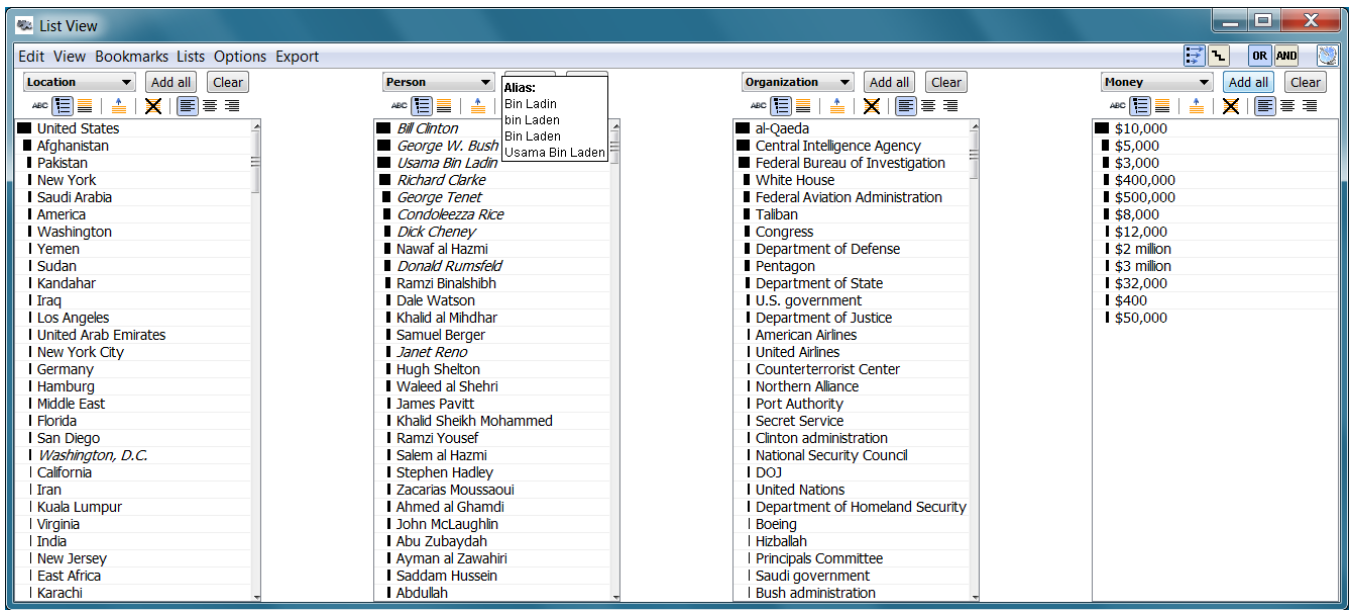 List View
Edit View Bookmarks Lists Options Export
OR AND
Location Add all Clear
ABC
United States
Afghanistan
Pakistan
New York
Saudi Arabia
America
Washington
Yemen
Sudan
Kandahar
Iraq
Los Angeles
United Arab Emirates
New York City
Germany
Hamburg
Middle East
Florida
San Diego
Washington, D.C.
California
Iran
Kuala Lumpur
Virginia
India
New Jersey
East Africa
Karachi
Person
ABC
Alias:
Bin Ladin
bin Laden
Bin Laden
Usama Bin Laden
Bill Clinton
George W. Bush
Usama Bin Ladin
Richard Clarke
George Tenet
Condoleezza Rice
Dick Cheney
Nawaf al Hazmi
Donald Rumsfeld
Ramzi Binalshibh
Dale Watson
Khalid al Mihdhar
Samuel Berger
Janet Reno
Hugh Shelton
Waleed al Shehri
James Pavitt
Khalid Sheikh Mohammed
Ramzi Yousef
Salem al Hazmi
Stephen Hadley
Zacarias Moussaoui
Ahmed al Ghamdi
John McLaughlin
Abu Zubaydah
Ayman al Zawahiri
Saddam Hussein
Abdullah
Organization Add all Clear
ABC
al-Qaeda
Central Intelligence Agency
Federal Bureau of Investigation
White House
Federal Aviation Administration
Taliban
Congress
Department of Defense
Pentagon
Department of State
U.S. government
Department of Justice
American Airlines
United Airlines
Counterterrorist Center
Northern Alliance
Port Authority
Secret Service
Clinton administration
National Security Council
DOJ
United Nations
Department of Homeland Security
Boeing
Hizballah
Principals Committee
Saudi government
Bush administration
Money Add all Clear
ABC
$10,000
$5,000
$3,000
$400,000
$500,000
$8,000
$12,000
$2 million
$3 million
$32,000
$400
$50,000